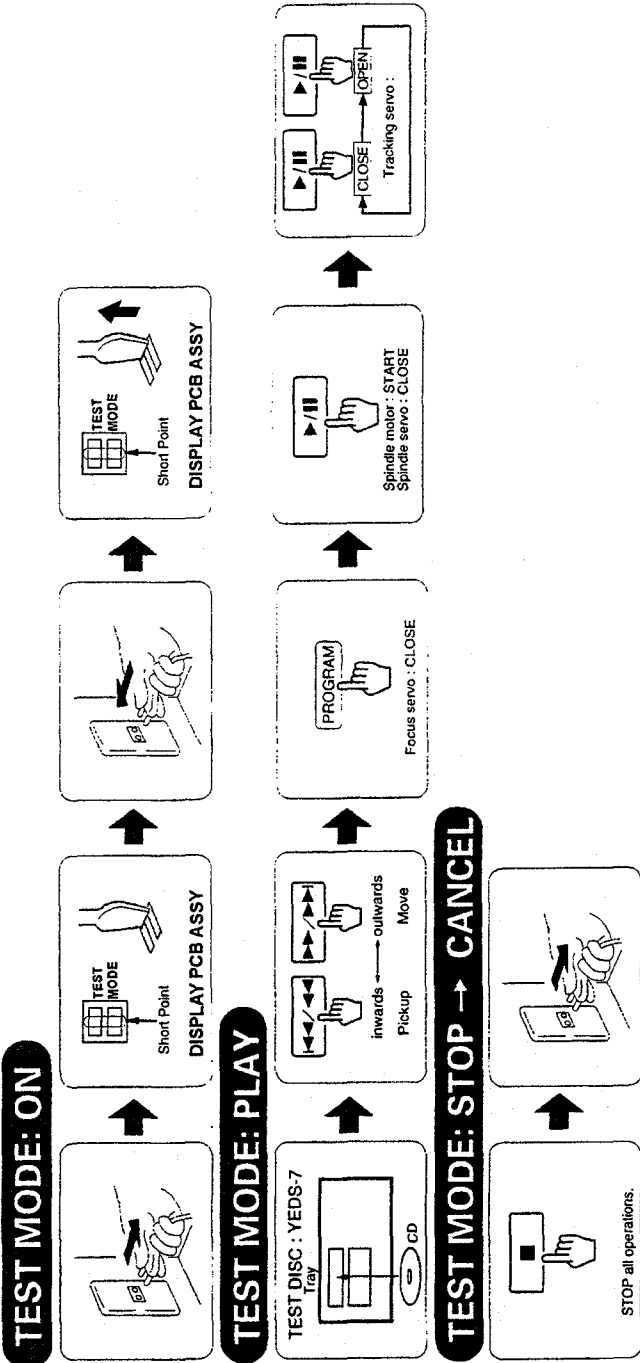 TEST MODE: ON
TEST
MODE
Short Point
DISPLAY PCB ASSY
TEST
MODE
Short Point
DISPLAY PCB ASSY
TEST MODE: PLAY
TEST DISC : YEDS-7
Tray
CD
inwards ←→ outwards
Pickup Move
PROGRAM
Focus servo : CLOSE
Spindle motor : START
Spindle servo : CLOSE
CLOSE OPEN
Tracking servo :
TEST MODE: STOP → CANCEL
STOP all operations.